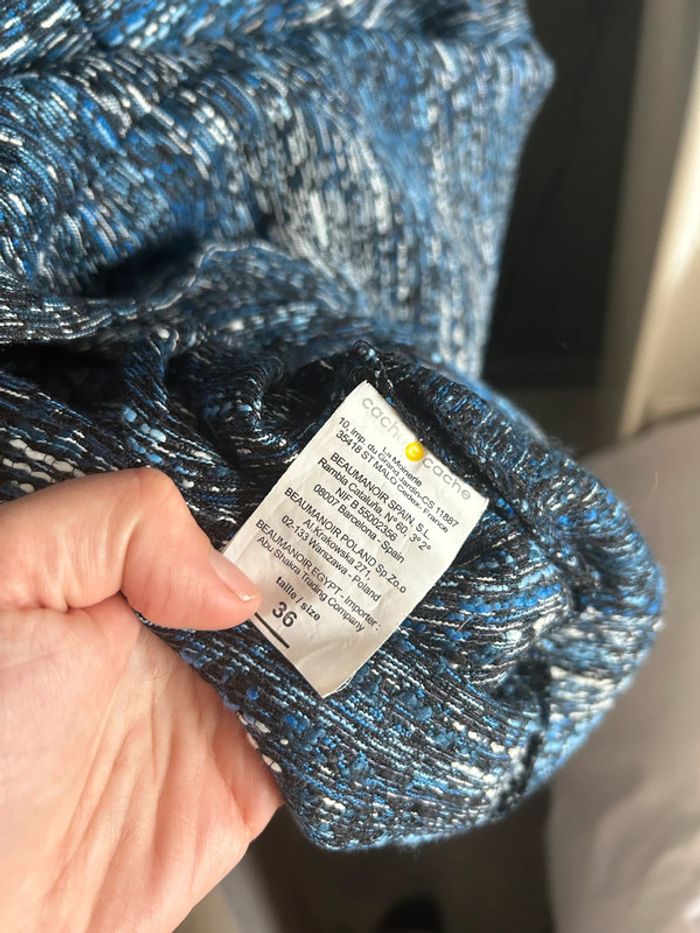 cache cache
La Moinerie
10, imp. du Grand Jardin-CS 11887
35418 ST MALO Cedex, France
BEAUMANOIR SPAIN, S.L.
Rambla Cataluña, N° 60, 3° 2°
NIF B 55002356
08007 Barcelona - Spain
BEAUMANOIR POLAND Sp.Zo.o
Al Krakowska 271,
02-133 Warszawa - Poland
BEAUMANOIR EGYPT - Importer :
Abu Shakra Trading Company
taille / size
36